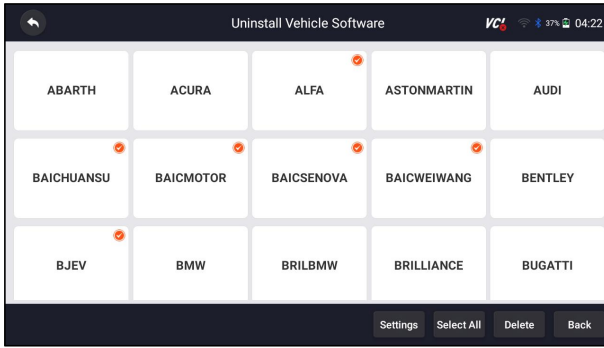 Uninstall Vehicle Software
VCI 37% 04:22
ABARTH ACURA ALFA ASTONMARTIN AUDI
BAICHUANSU BAICMOTOR BAICSENOVA BAICWEIWANG BENTLEY
BJEV BMW BRILBMW BRILLIANCE BUGATTI
Settings Select All Delete Back